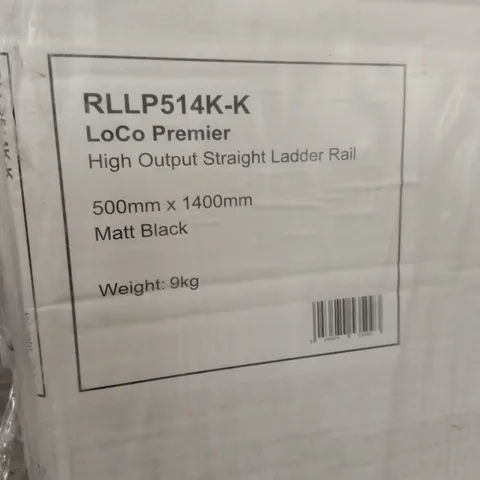 RLLP514K-K
LoCo Premier
High Output Straight Ladder Rail
500mm x 1400mm
Matt Black
Weight: 9kg